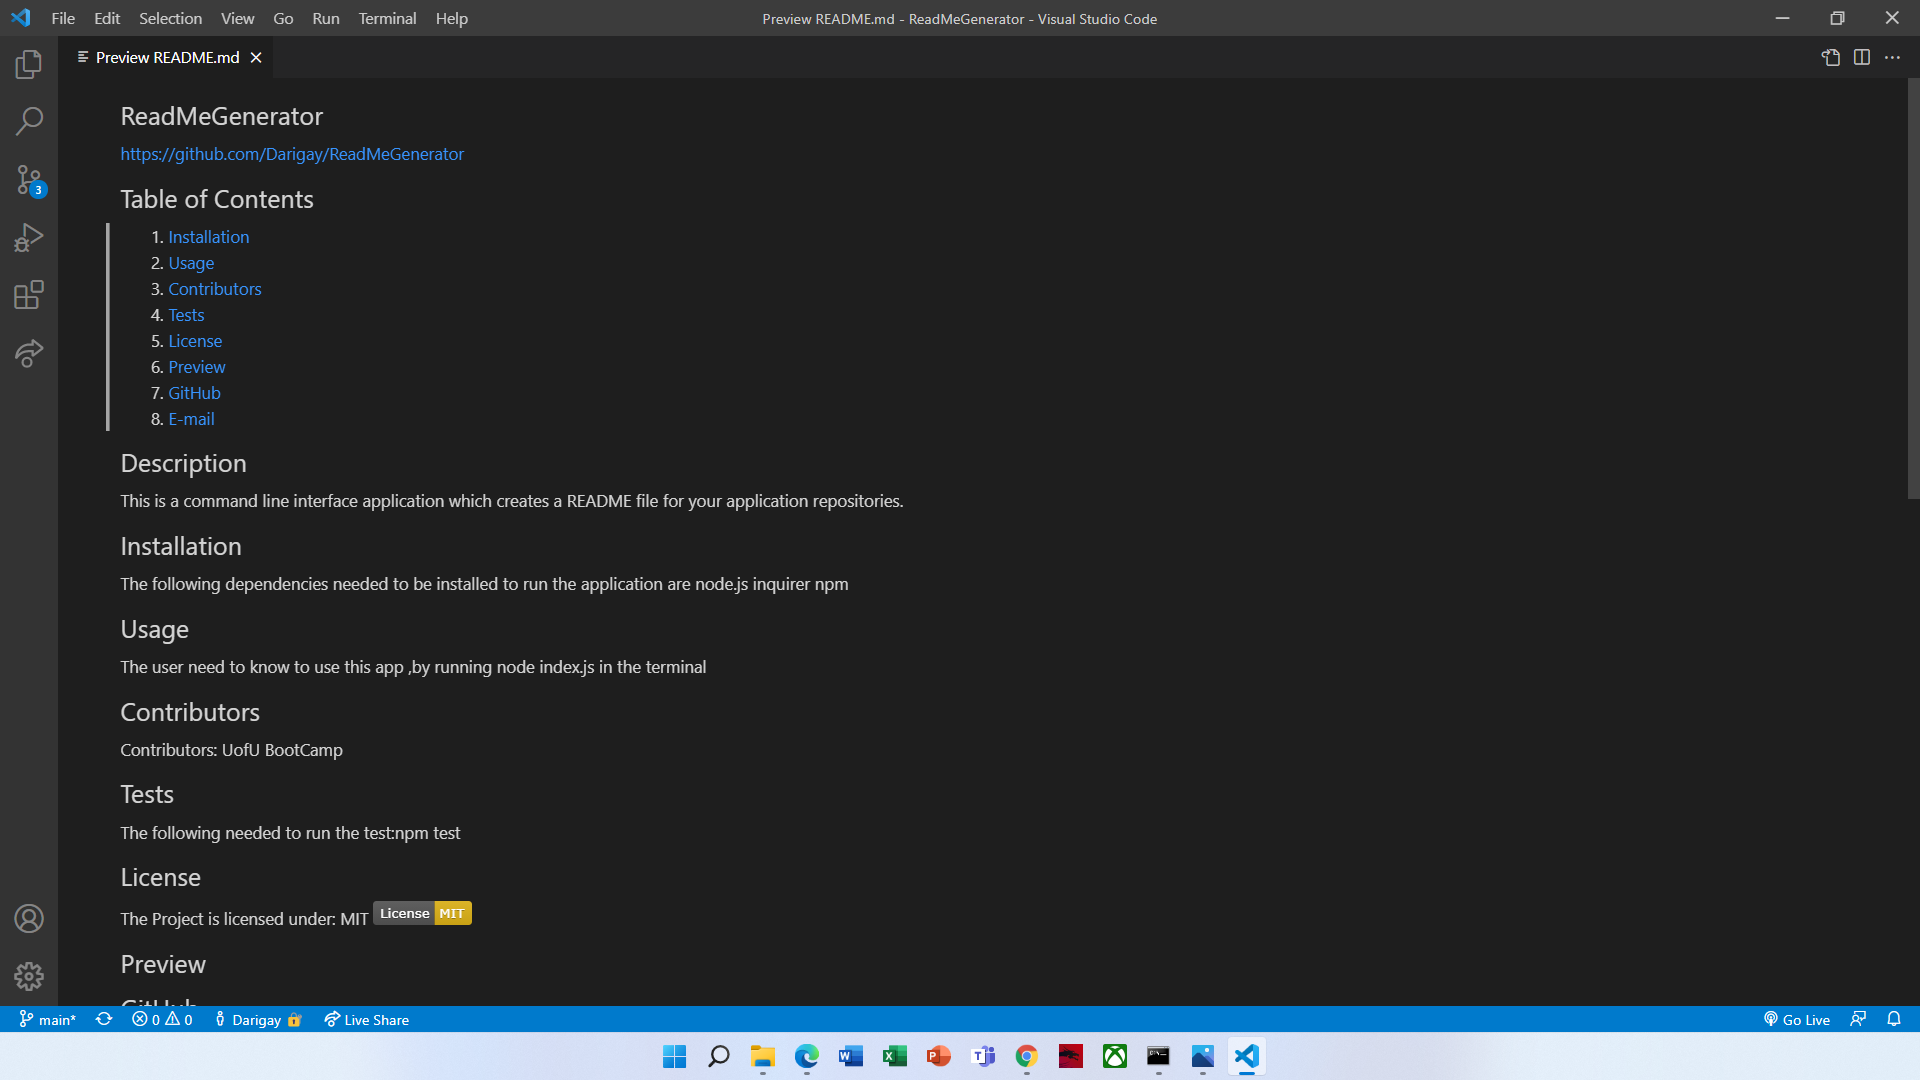 File Edit Selection View Go Run Terminal Help
Preview README.md - ReadMeGenerator - Visual Studio Code
Preview README.md
ReadMeGenerator
https://github.com/Darigay/ReadMeGenerator
Table of Contents
1. Installation
2. Usage
3. Contributors
4. Tests
5. License
6. Preview
7. GitHub
8. E-mail
Description
This is a command line interface application which creates a README file for your application repositories.
Installation
The following dependencies needed to be installed to run the application are node.js inquirer npm
Usage
The user need to know to use this app ,by running node index.js in the terminal
Contributors
Contributors: UofU BootCamp
Tests
The following needed to run the test:npm test
License
The Project is licensed under: MIT License MIT
Preview
GitHub
3
main* 0 0 Darigay Live Share Go Live